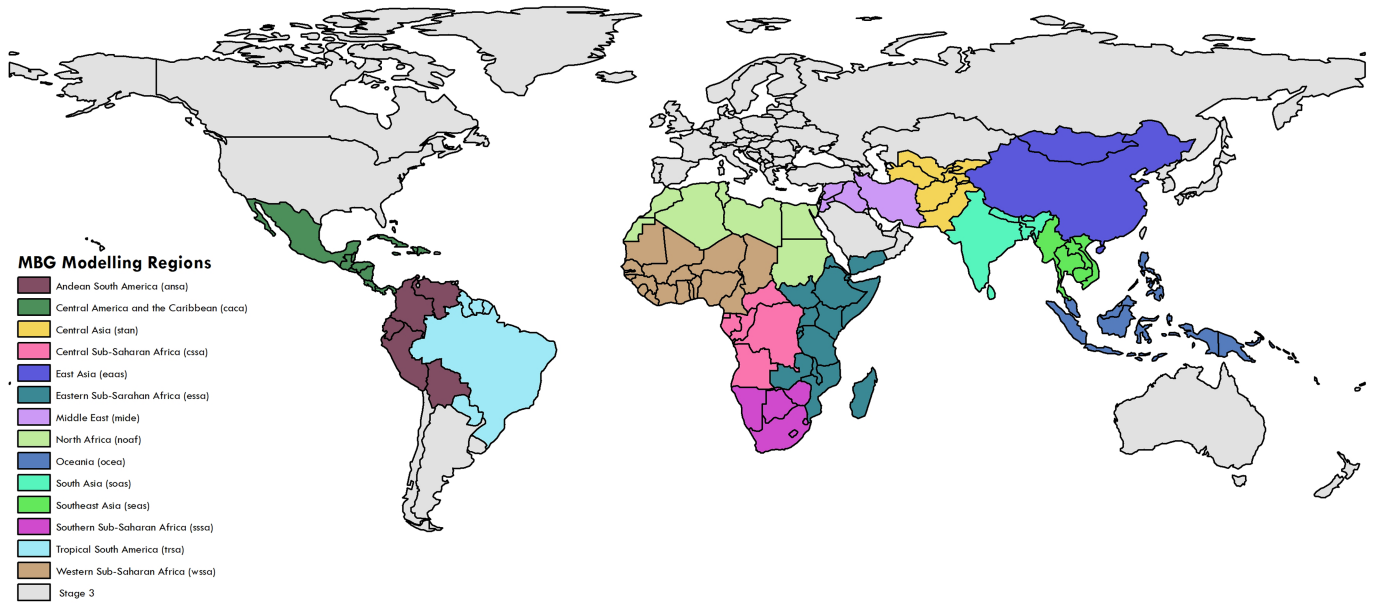 MBG Modelling Regions
Andean South America (ansa)
Central America and the Caribbean (caca)
Central Asia (stan)
Central Sub-Saharan Africa (cssa)
East Asia (eaas)
Eastern Sub-Sarahan Africa (essa)
Middle East (mide)
North Africa (noaf)
Oceania (ocea)
South Asia (soas)
Southeast Asia (seas)
Southern Sub-Saharan Africa (sssa)
Tropical South America (trsa)
Western Sub-Saharan Africa (wssa)
Stage 3